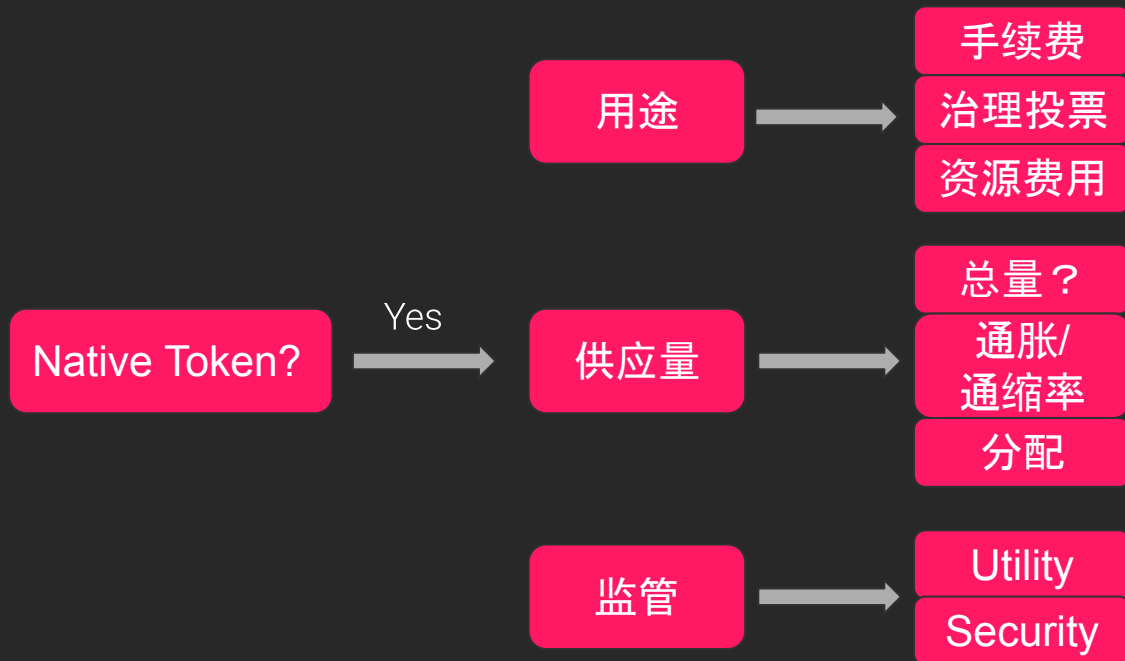 Native Token?
Yes
用途
手续费
治理投票
资源费用
供应量
总量？
通胀/
通缩率
分配
监管
Utility
Security